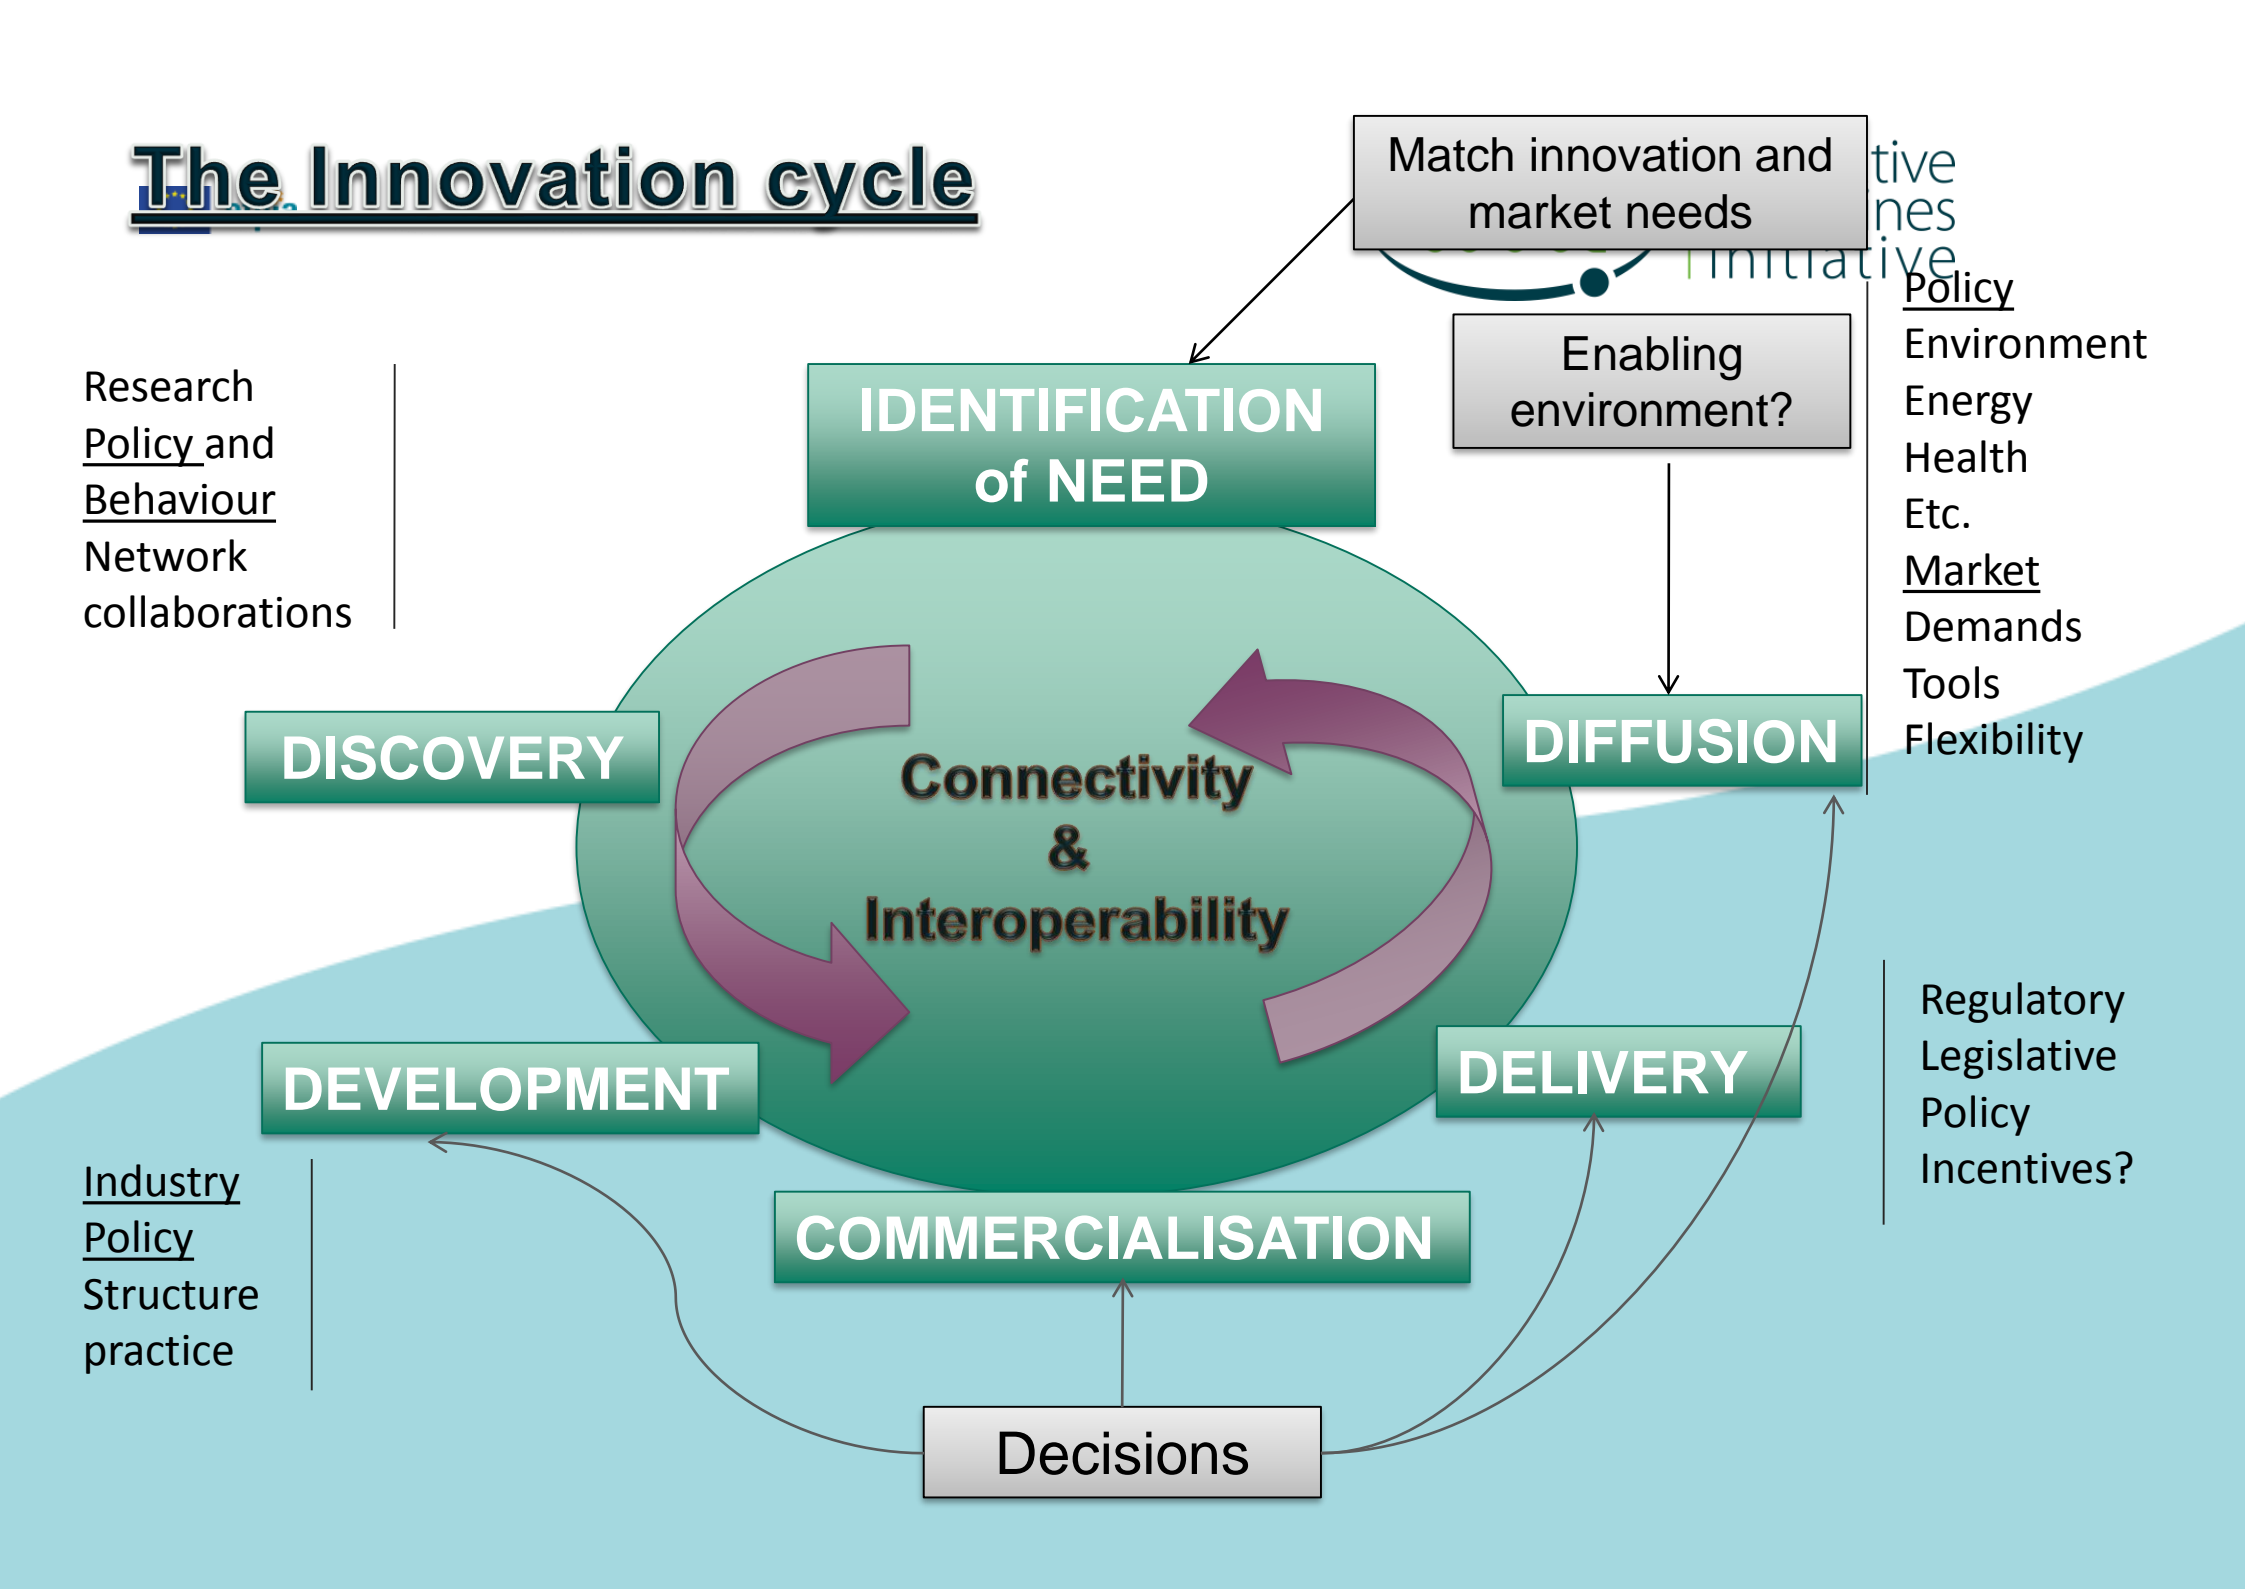 The Innovation cycle
Match innovation and
market needs
Initiative
Enabling
environment?
Policy
Environment
Energy
Health
Etc.
Market
Demands
Tools
Flexibility
Research
Policy and
Behaviour
Network
collaborations
IDENTIFICATION
of NEED
DISCOVERY
DIFFUSION
Connectivity
&
Interoperability
DEVELOPMENT
DELIVERY
COMMERCIALISATION
Regulatory
Legislative
Policy
Incentives?
Industry
Policy
Structure
practice
Decisions